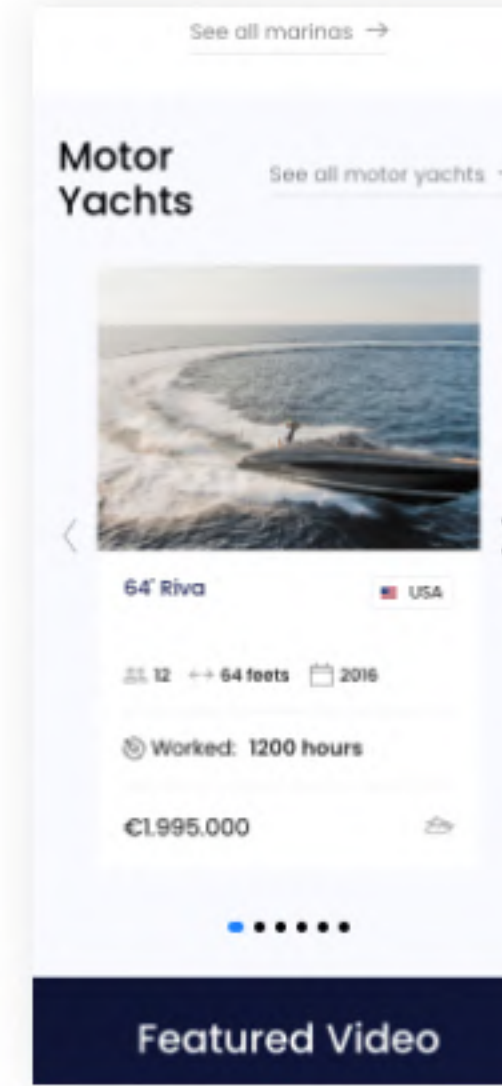 See all marinas →
Motor
Yachts
See all motor yachts
64' Riva
USA
12 ↔ 64 feets 2016
Worked: 1200 hours
€1.995.000
Featured Video